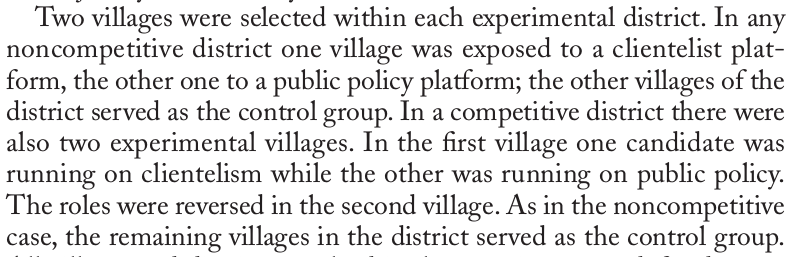 Two villages were selected within each experimental district. In any
noncompetitive district one village was exposed to a clientelist plat-
form, the other one to a public policy platform; the other villages of the
district served as the control group. In a competitive district there were
also two experimental villages. In the first village one candidate was
running on clientelism while the other was running on public policy.
The roles were reversed in the second village. As in the noncompetitive
case, the remaining villages in the district served as the control group.